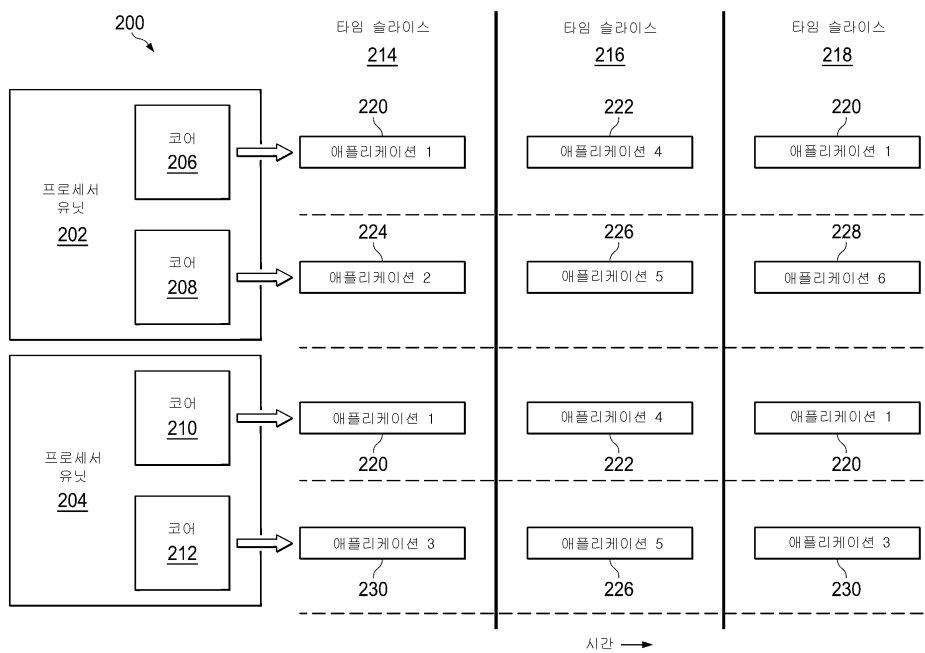 200
타임 슬라이스
214
타임 슬라이스
216
타임 슬라이스
218
프로세서
유닛
202
코어
206
220
애플리케이션 1
222
애플리케이션 4
220
애플리케이션 1
코어
208
224
애플리케이션 2
226
애플리케이션 5
228
애플리케이션 6
프로세서
유닛
204
코어
210
애플리케이션 1
220
애플리케이션 4
222
애플리케이션 1
220
코어
212
애플리케이션 3
230
애플리케이션 5
226
애플리케이션 3
230
시간